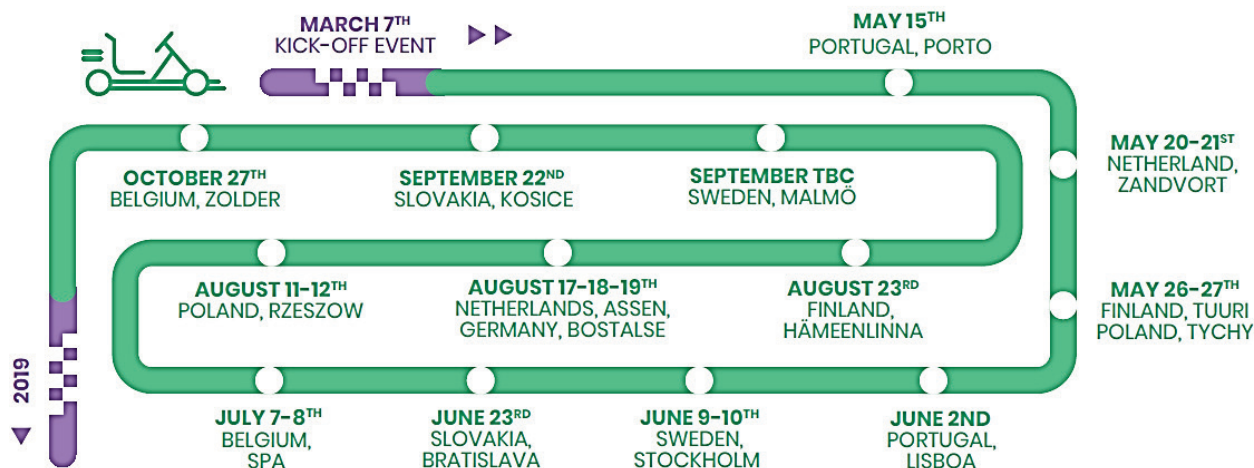 MARCH 7TH
KICK-OFF EVENT
MAY 15TH
PORTUGAL, PORTO
MAY 20-21ST
NETHERLAND,
ZANDVORT
MAY 26-27TH
FINLAND, TUURI
POLAND, TYCHY
JUNE 2ND
PORTUGAL,
LISBOA
JUNE 9-10TH
SWEDEN,
STOCKHOLM
JUNE 23RD
SLOVAKIA,
BRATISLAVA
JULY 7-8TH
BELGIUM,
SPA
AUGUST 11-12TH
POLAND, RZESZOW
AUGUST 17-18-19TH
NETHERLANDS, ASSEN,
GERMANY, BOSTALSE
AUGUST 23RD
FINLAND,
HÄMEENLINNA
SEPTEMBER TBC
SWEDEN, MALMÖ
SEPTEMBER 22ND
SLOVAKIA, KOSICE
OCTOBER 27TH
BELGIUM, ZOLDER
2019